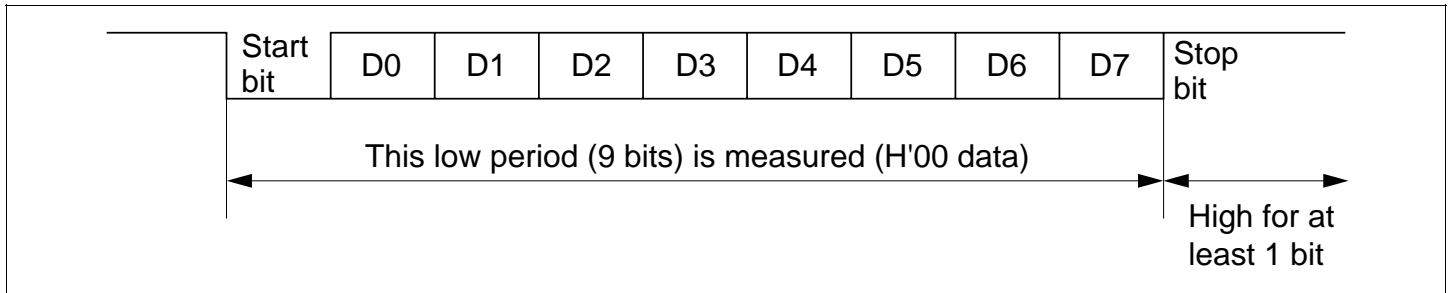 Start
bit
D0
D1
D2
D3
D4
D5
D6
D7
Stop
bit
This low period (9 bits) is measured (H'00 data)
High for at
least 1 bit